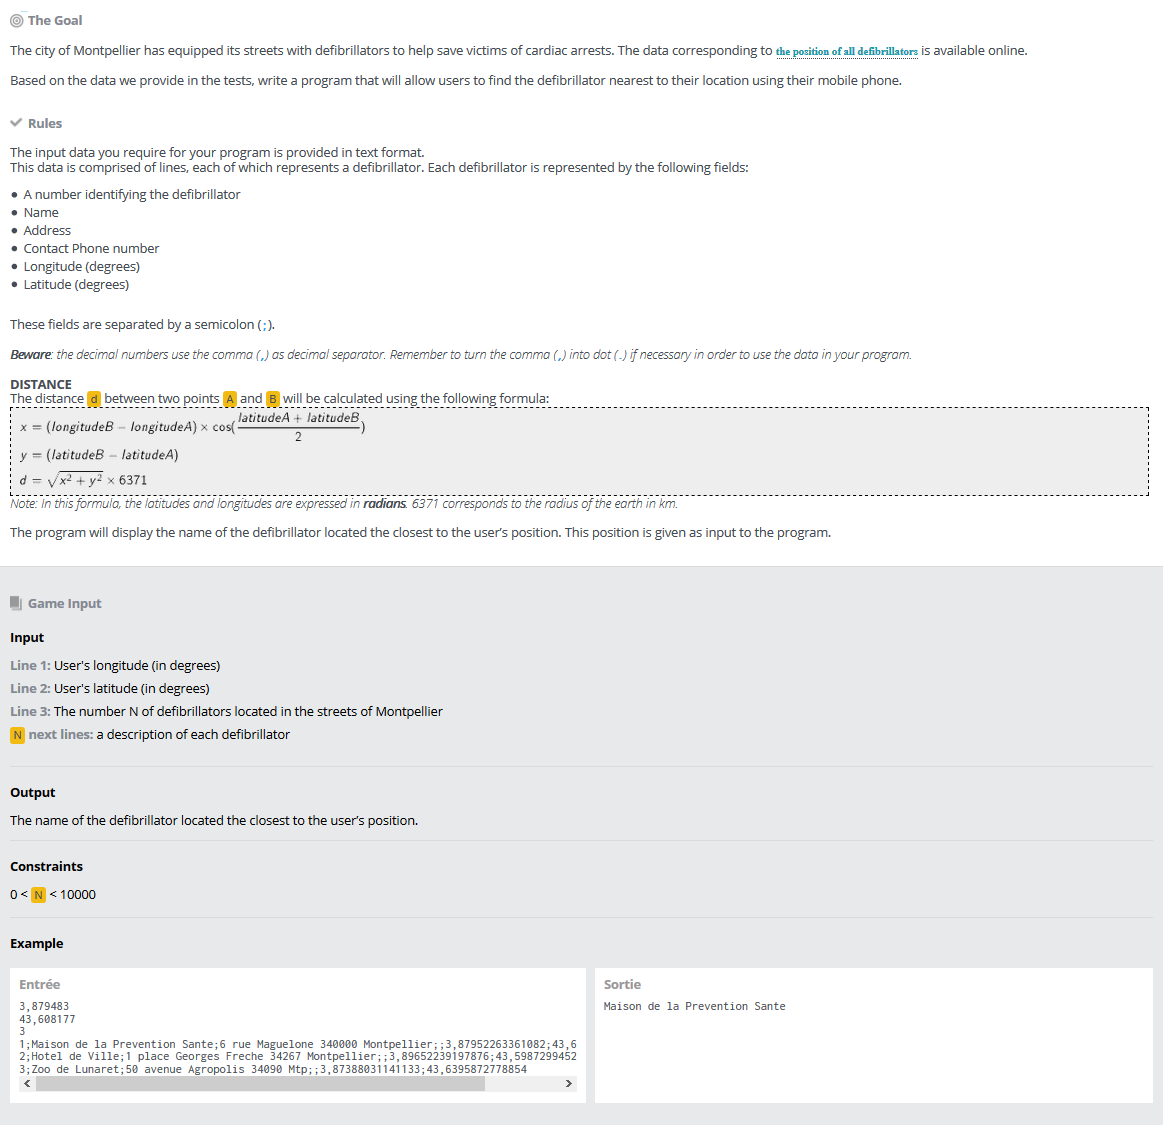 The Goal
The city of Montpellier has equipped its streets with defibrillators to help save victims of cardiac arrests. The data corresponding to the position of all defibrillators is available online.
Based on the data we provide in the tests, write a program that will allow users to find the defibrillator nearest to their location using their mobile phone.
Rules
The input data you require for your program is provided in text format.
This data is comprised of lines, each of which represents a defibrillator. Each defibrillator is represented by the following fields:
• A number identifying the defibrillator
• Name
• Address
• Contact Phone number
• Longitude (degrees)
• Latitude (degrees)
These fields are separated by a semicolon (;).
Beware: the decimal numbers use the comma (,) as decimal separator. Remember to turn the comma (,) into dot (.) if necessary in order to use the data in your program.
DISTANCE
The distance d between two points A and B will be calculated using the following formula:
x = (longitudeB − longitudeA) × cos( latitudeA + latitudeB / 2 )
y = (latitudeB − latitudeA)
d = √x² + y² × 6371
Note: In this formula, the latitudes and longitudes are expressed in radians. 6371 corresponds to the radius of the earth in km.
The program will display the name of the defibrillator located the closest to the user's position. This position is given as input to the program.
Game Input
Input
Line 1: User's longitude (in degrees)
Line 2: User's latitude (in degrees)
Line 3: The number N of defibrillators located in the streets of Montpellier
N next lines: a description of each defibrillator
Output
The name of the defibrillator located the closest to the user's position.
Constraints
0 < N < 10000
Example
Entrée
3,879483
43,608177
3
1;Maison de la Prevention Sante;6 rue Maguelone 340000 Montpellier;;3,87952263361082;43,6
2;Hotel de Ville;1 place Georges Freche 34267 Montpellier;;3,89652239197876;43,5987299452
3;Zoo de Lunaret;50 avenue Agropolis 34090 Mtp;;3,87388031141133;43,6395872778854
Sortie
Maison de la Prevention Sante